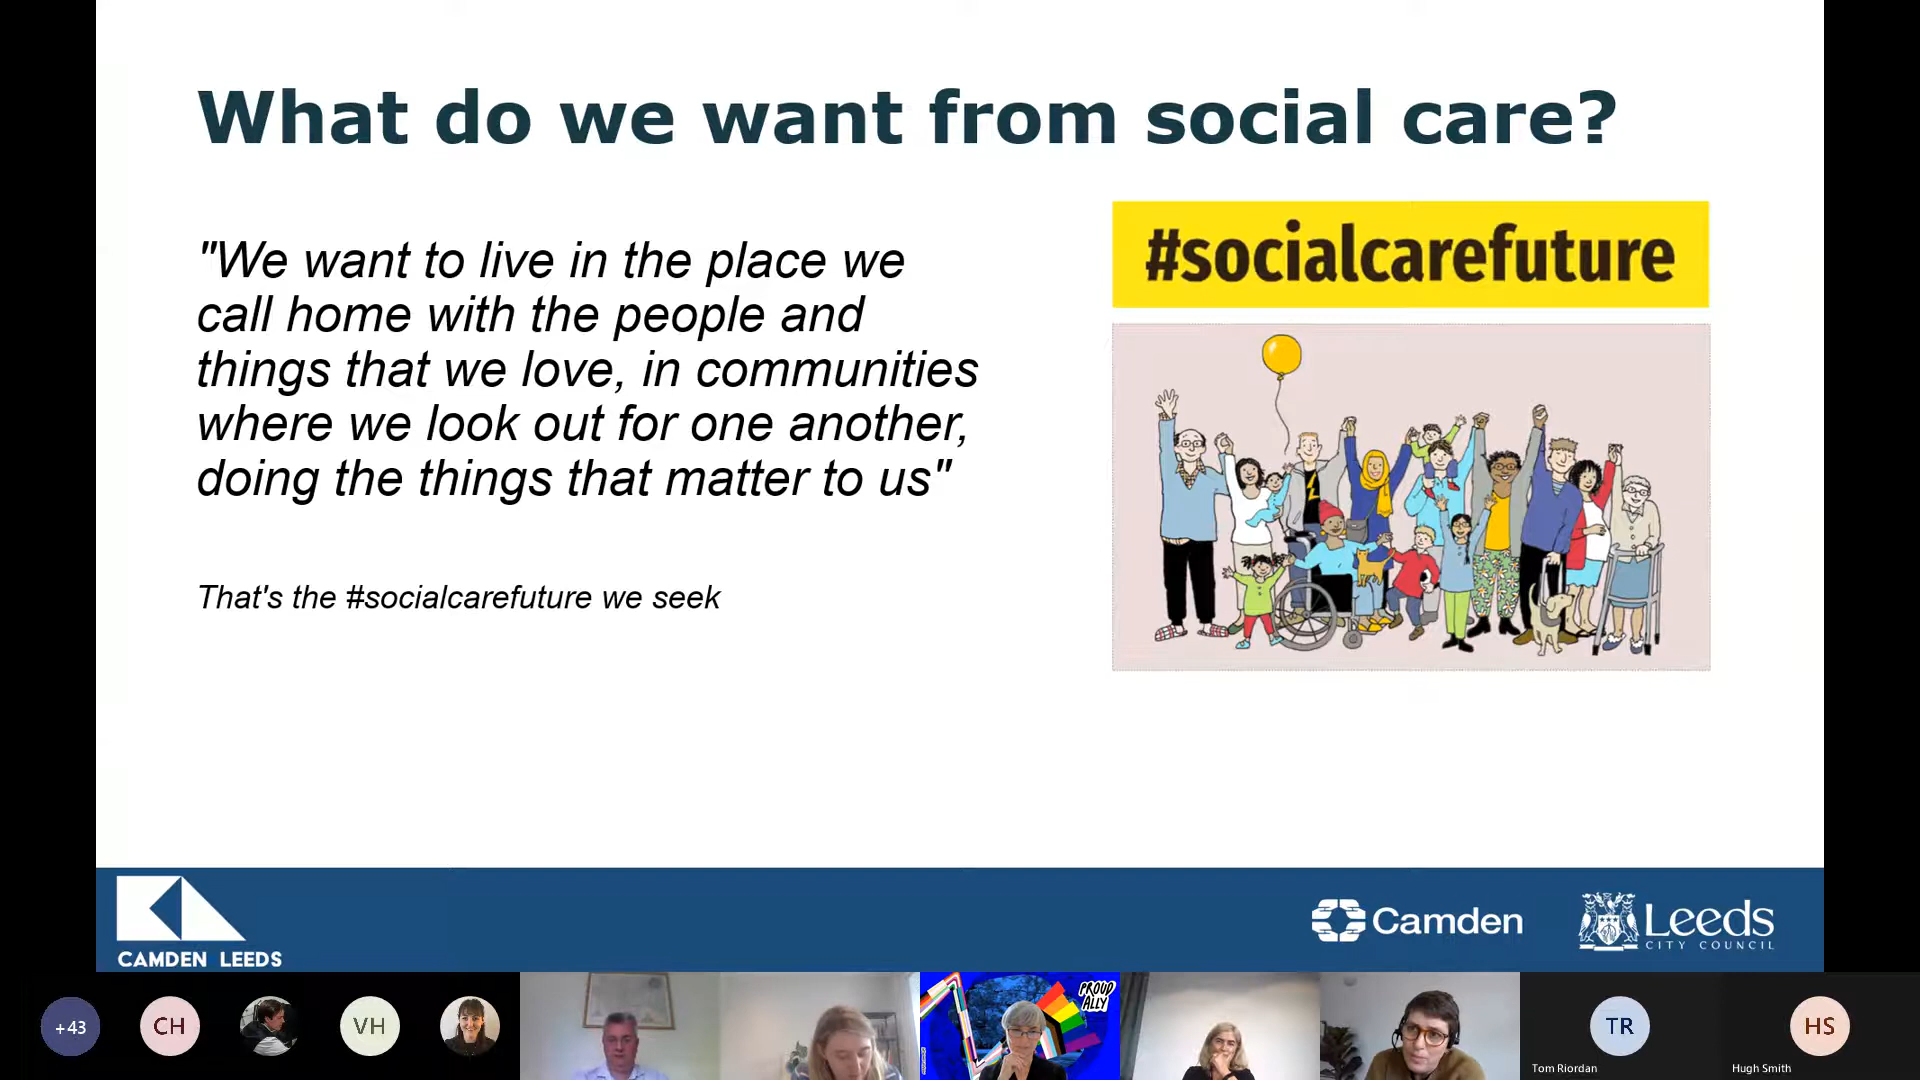 What do we want from social care?
"We want to live in the place we
call home with the people and
things that we love, in communities
where we look out for one another,
doing the things that matter to us"
That's the #socialcarefuture we seek
#socialcarefuture
CAMDEN LEEDS
Camden
Leeds
CITY COUNCIL
+43
CH
VH
PROUD
ALLY
TR
Tom Riordan
HS
Hugh Smith